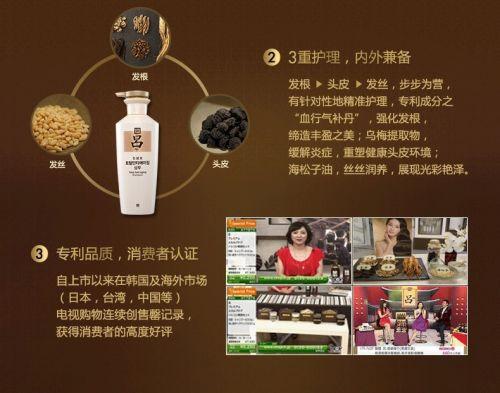 发根
发丝
头皮
呂
2 3重护理，内外兼备
发根 ▶ 头皮 ▶ 发丝，步步为营，
有针对性地精准护理，专利成分之
“血行气补丹”，强化发根，
缔造丰盈之美；乌梅提取物，
缓解炎症，重塑健康头皮环境；
海松子油，丝丝润养，展现光彩艳泽。
3 专利品质，消费者认证
自上市以来在韩国及海外市场
（日本，台湾，中国等）
电视购物连续创售罄记录，
获得消费者的高度好评
Special Price
Special Price
呂